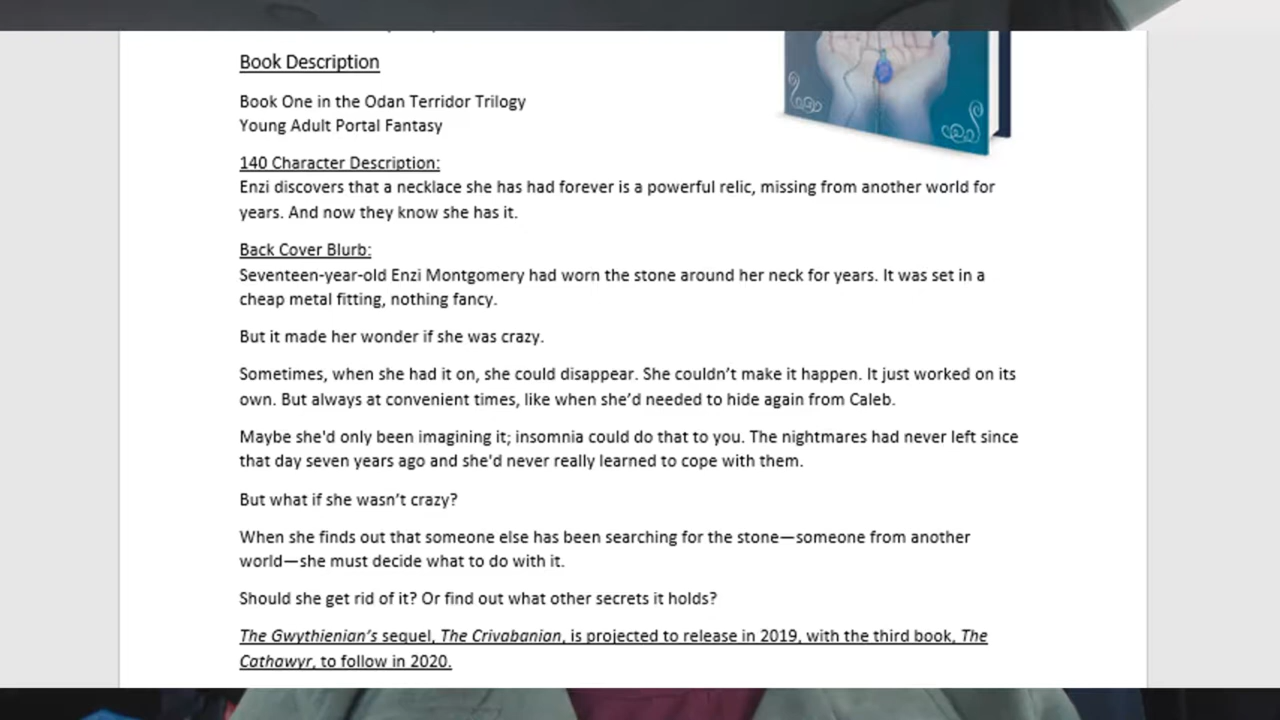 Book Description
Book One in the Odan Terridor Trilogy
Young Adult Portal Fantasy
140 Character Description:
Enzi discovers that a necklace she has had forever is a powerful relic, missing from another world for
years. And now they know she has it.
Back Cover Blurb:
Seventeen-year-old Enzi Montgomery had worn the stone around her neck for years. It was set in a
cheap metal fitting, nothing fancy.
But it made her wonder if she was crazy.
Sometimes, when she had it on, she could disappear. She couldn’t make it happen. It just worked on its
own. But always at convenient times, like when she’d needed to hide again from Caleb.
Maybe she'd only been imagining it; insomnia could do that to you. The nightmares had never left since
that day seven years ago and she'd never really learned to cope with them.
But what if she wasn’t crazy?
When she finds out that someone else has been searching for the stone—someone from another
world—she must decide what to do with it.
Should she get rid of it? Or find out what other secrets it holds?
The Gwythienian’s sequel, The Crivabanian, is projected to release in 2019, with the third book, The
Cathawyr, to follow in 2020.